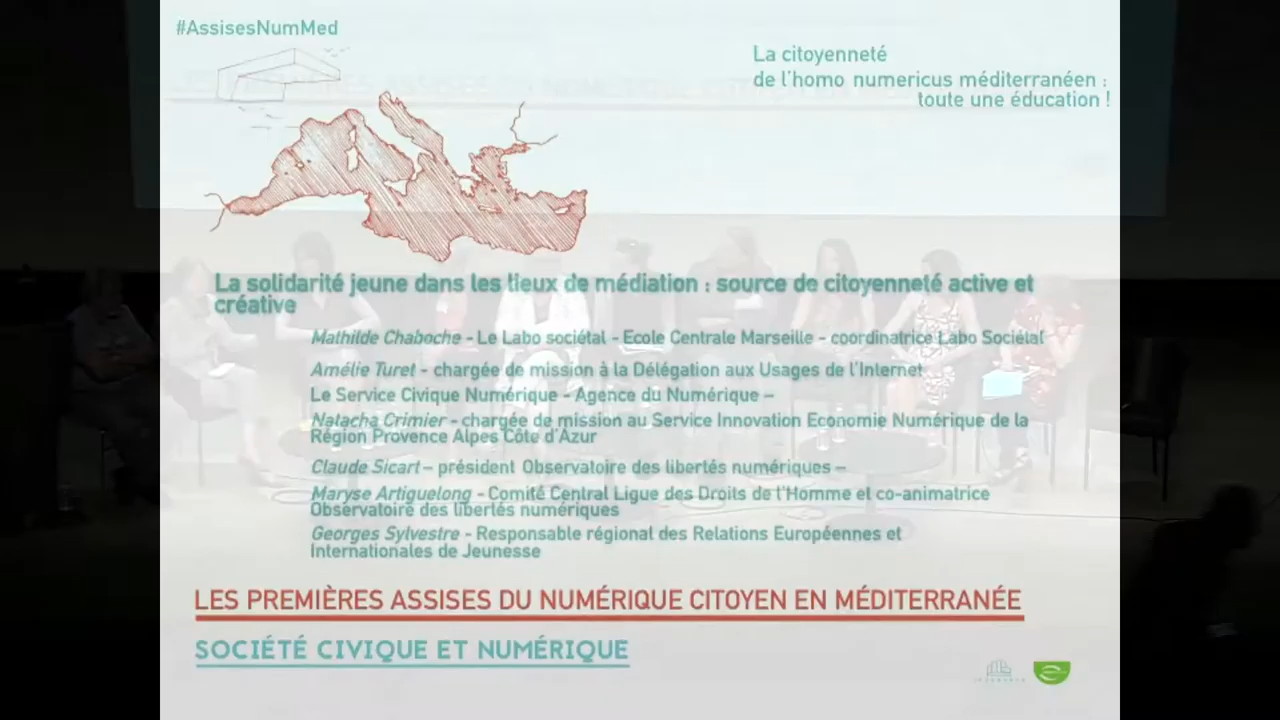 #AssisesNumMed
La citoyenneté
de l'homo numericus méditerranéen :
toute une éducation !
La solidarité jeune dans les lieux de médiation : source de citoyenneté active et
créative
Mathilde Chaboche - Le Labo sociétal - Ecole Centrale Marseille - coordinatrice Labo Sociétal
Amélie Turet - chargée de mission à la Délégation aux Usages de l'Internet
Le Service Civique Numérique - Agence du Numérique –
Natacha Crimier - chargée de mission au Service Innovation Economie Numérique de la
Région Provence Alpes Côte d'Azur
Claude Sicart – président Observatoire des libertés numériques –
Maryse Artiguelong - Comité Central Ligue des Droits de l'Homme et co-animatrice
Observatoire des libertés numériques
Georges Sylvestre - Responsable régional des Relations Européennes et
Internationales de Jeunesse
LES PREMIÈRES ASSISES DU NUMÉRIQUE CITOYEN EN MÉDITERRANÉE
SOCIÉTÉ CIVIQUE ET NUMÉRIQUE